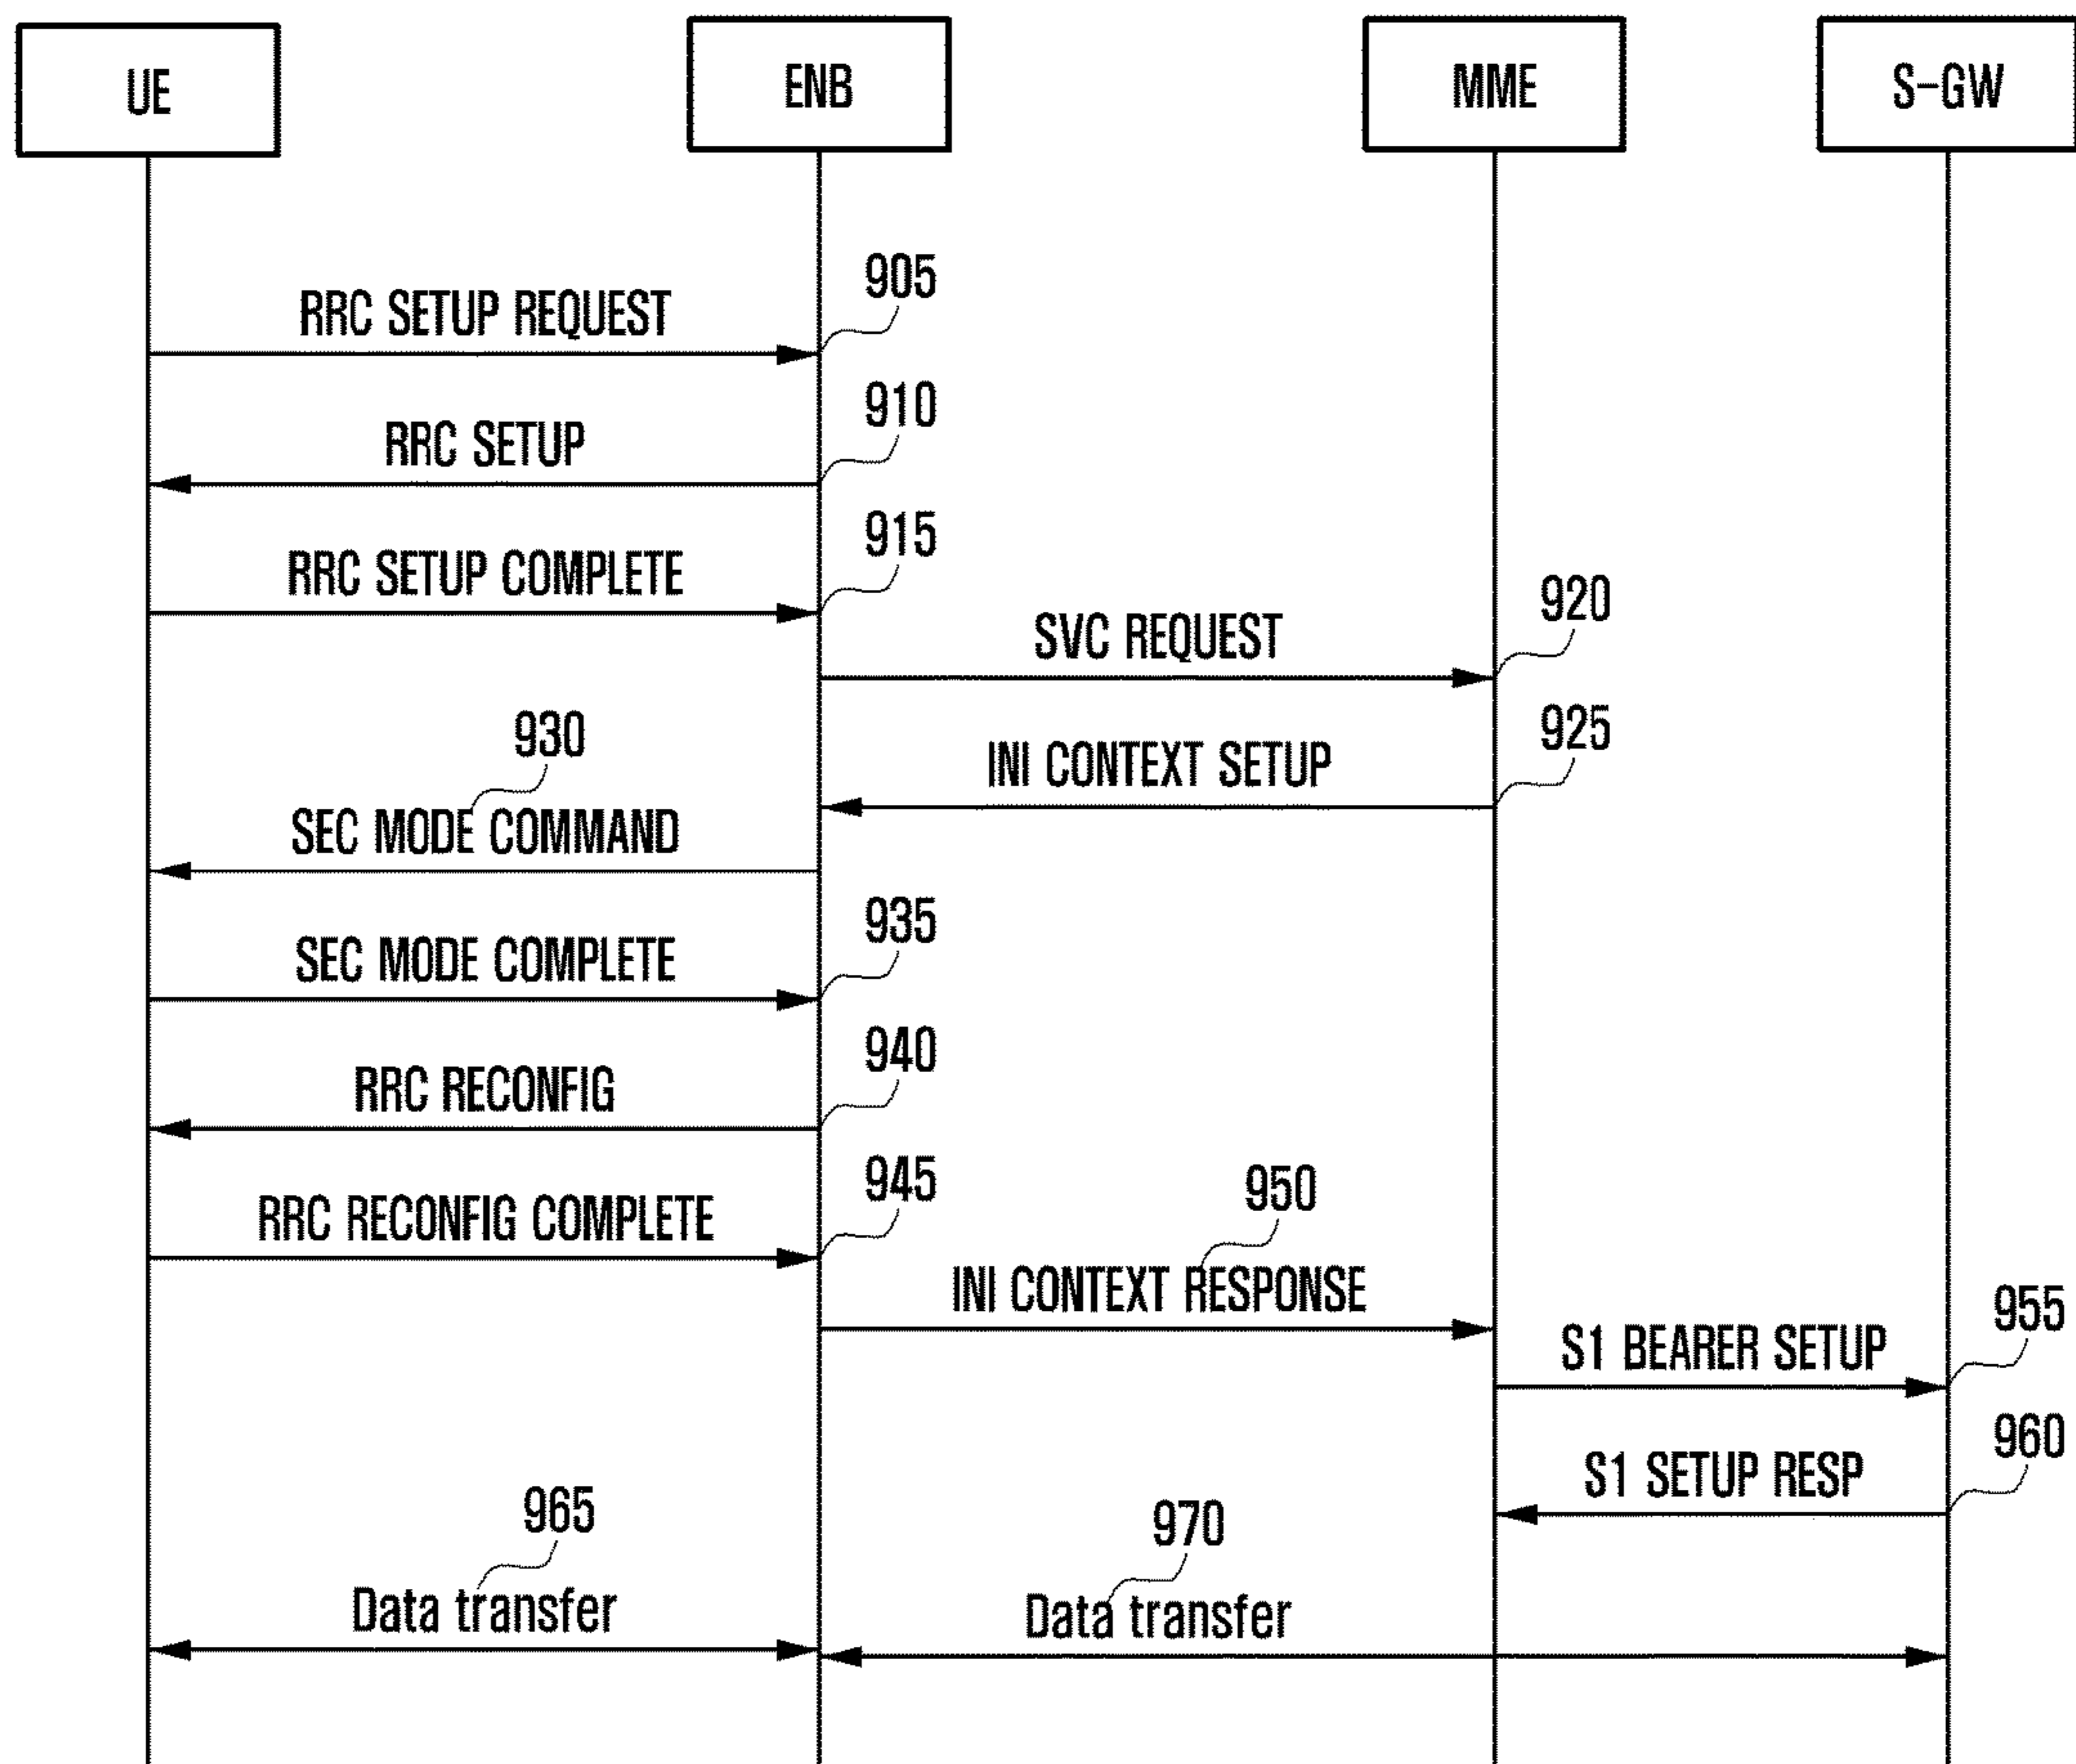 UE
ENB
MME
S-GW
905
RRC SETUP REQUEST
910
RRC SETUP
915
RRC SETUP COMPLETE
920
SVC REQUEST
925
INI CONTEXT SETUP
930
SEC MODE COMMAND
935
SEC MODE COMPLETE
940
RRC RECONFIG
945
RRC RECONFIG COMPLETE
950
INI CONTEXT RESPONSE
955
S1 BEARER SETUP
960
S1 SETUP RESP
965
Data transfer
970
Data transfer